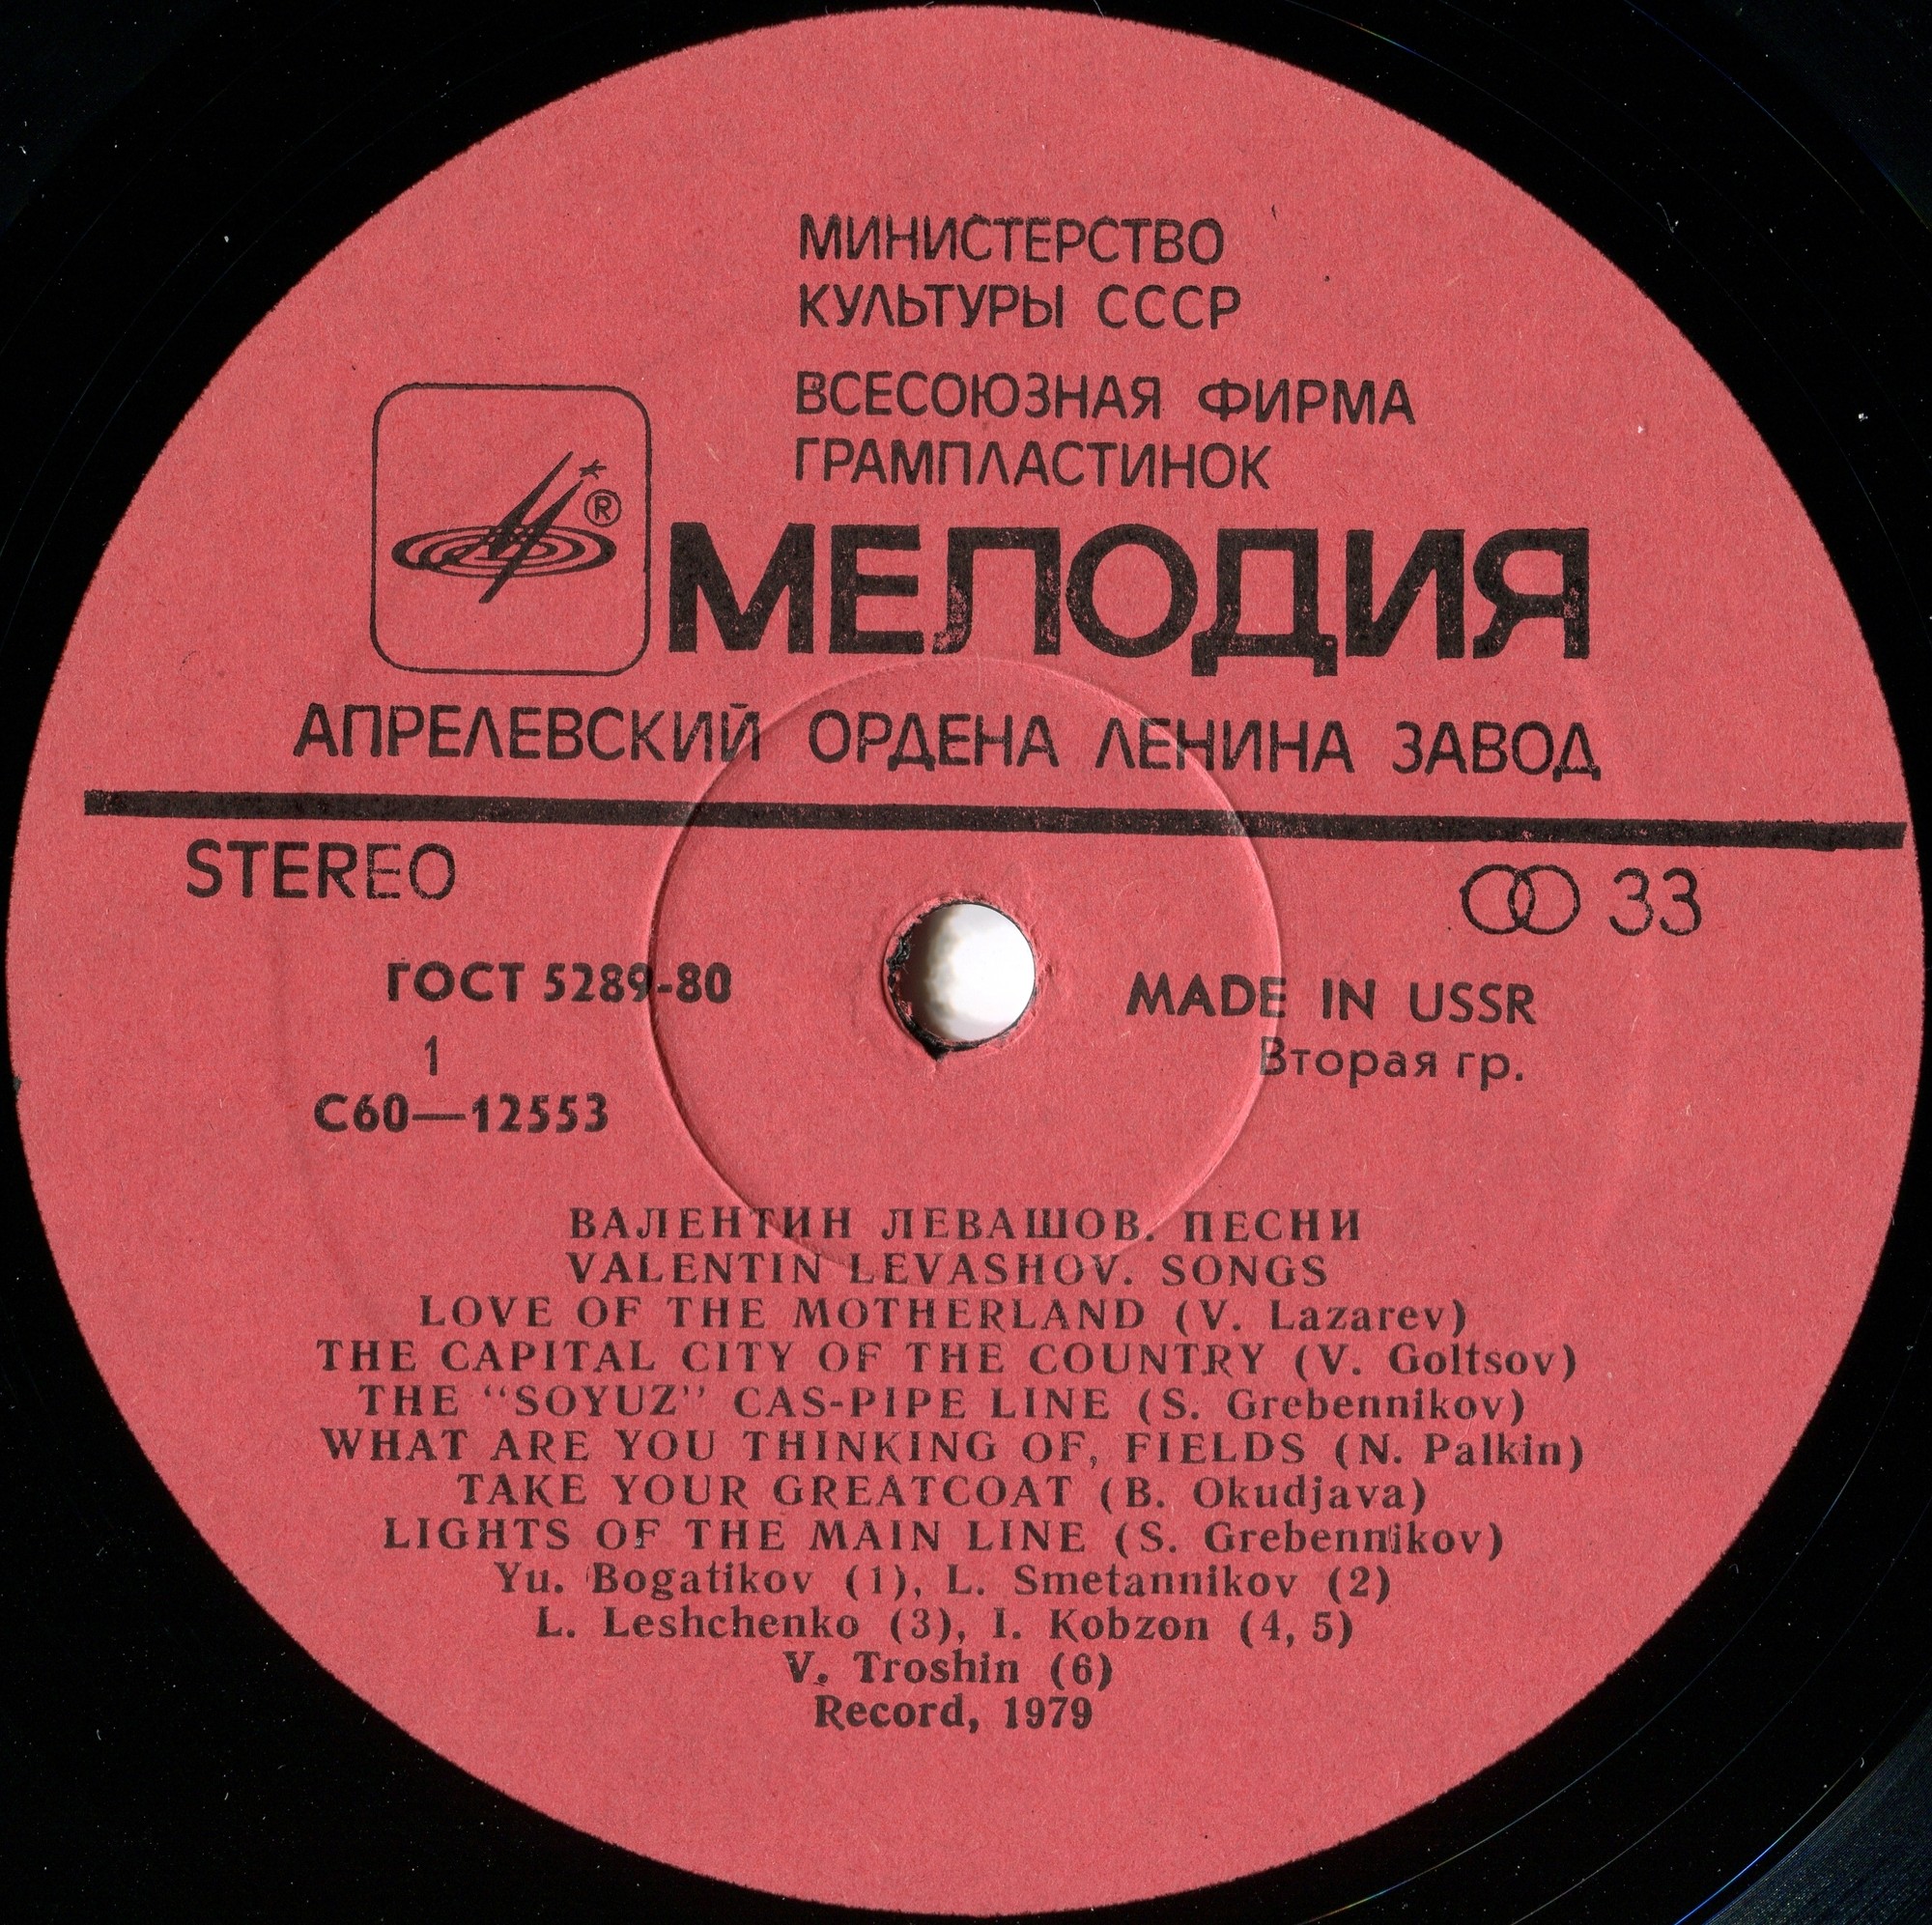 МИНИСТЕРСТВО
КУЛЬТУРЫ СССР
ВСЕСОЮЗНАЯ ФИРМА
ГРАМПЛАСТИНОК
®
МЕЛОДИЯ
АПРЕЛЕВСКИЙ ОРДЕНА ЛЕНИНА ЗАВОД
STEREO
33
ГОСТ 5289-80
MADE IN USSR
1
Вторая гр.
С60—12553
ВАЛЕНТИН ЛЕВАШОВ. ПЕСНИ
VALENTIN LEVASHOV. SONGS
LOVE OF THE MOTHERLAND (V. Lazarev)
THE CAPITAL CITY OF THE COUNTRY (V. Goltsov)
THE “SOYUZ” CAS-PIPE LINE (S. Grebennikov)
WHAT ARE YOU THINKING OF, FIELDS (N. Palkin)
TAKE YOUR GREATCOAT (B. Okudjava)
LIGHTS OF THE MAIN LINE (S. Grebennikov)
Yu. Bogatikov (1), L. Smetannikov (2)
L. Leshchenko (3), I. Kobzon (4, 5)
V. Troshin (6)
Record, 1979